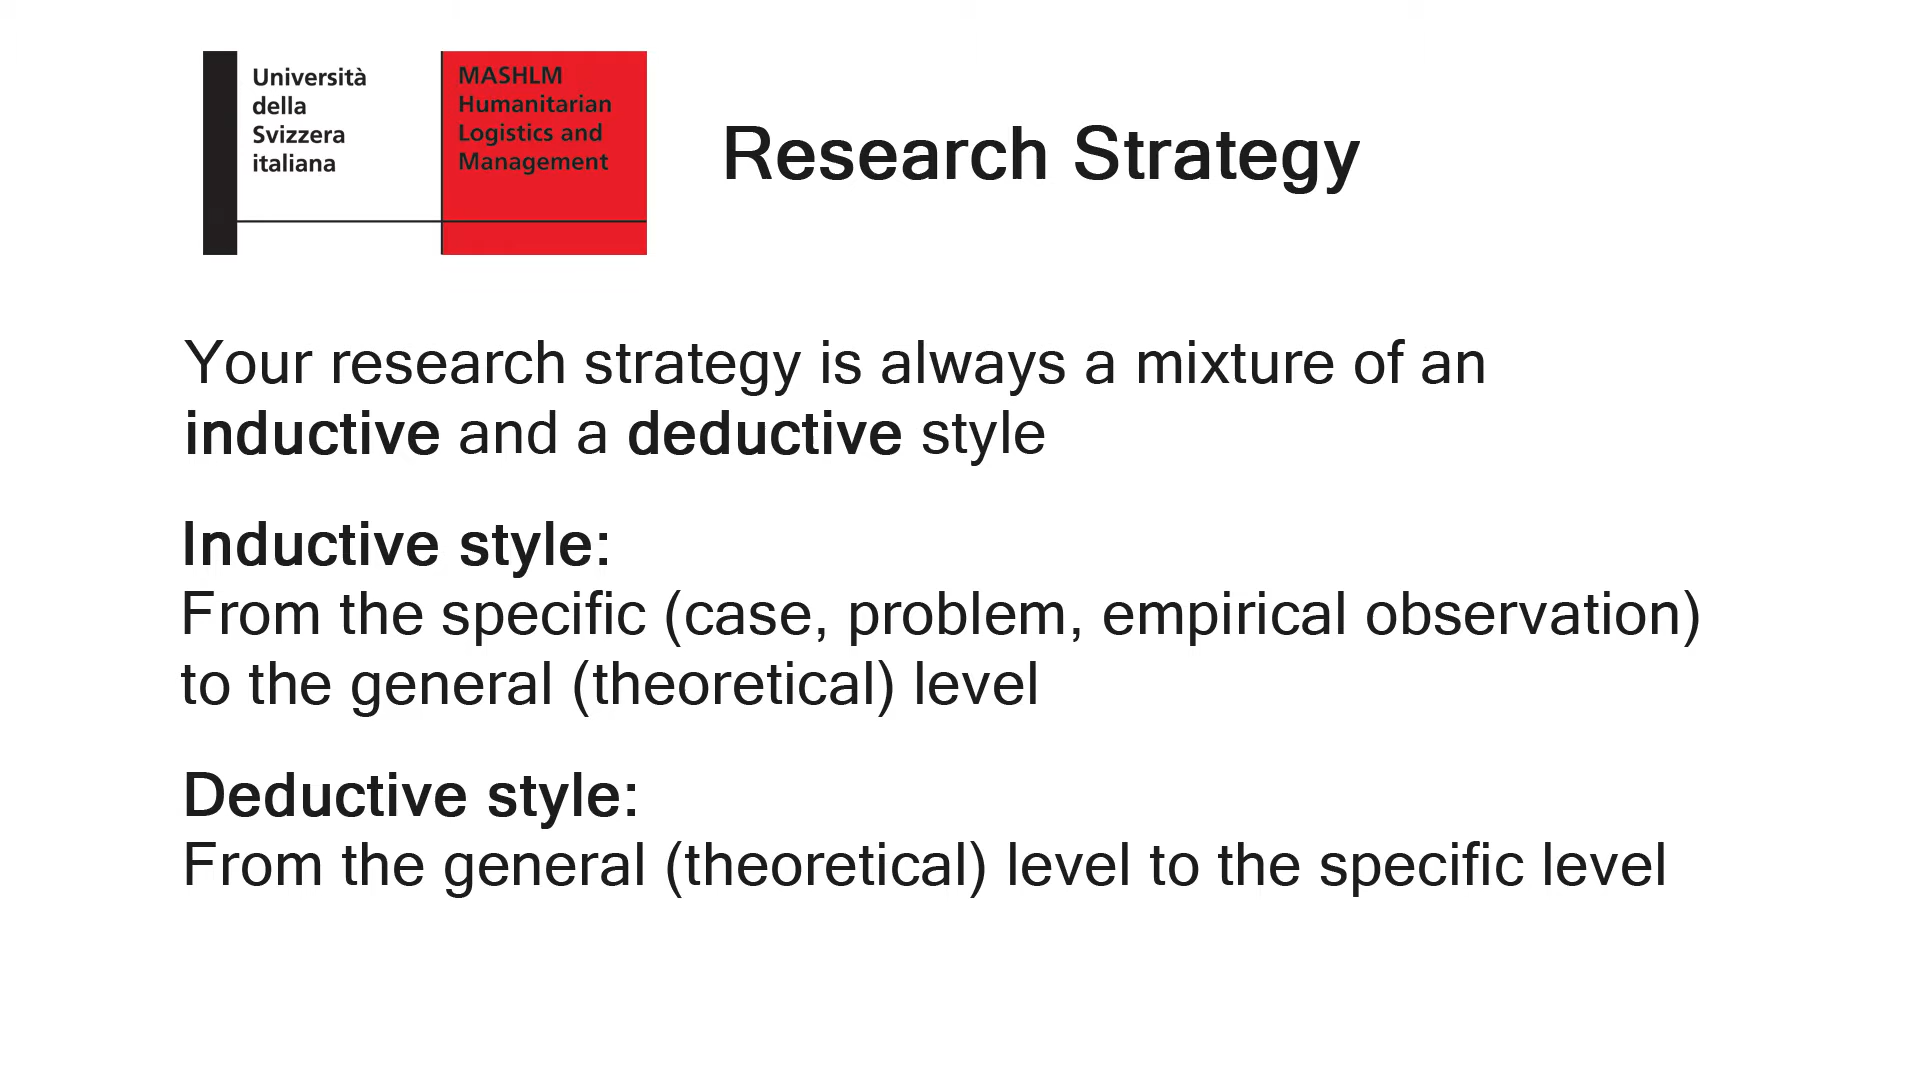 Università
della
Svizzera
italiana
MASHLM
Humanitarian
Logistics and
Management
Research Strategy
Your research strategy is always a mixture of an
inductive and a deductive style
Inductive style:
From the specific (case, problem, empirical observation)
to the general (theoretical) level
Deductive style:
From the general (theoretical) level to the specific level